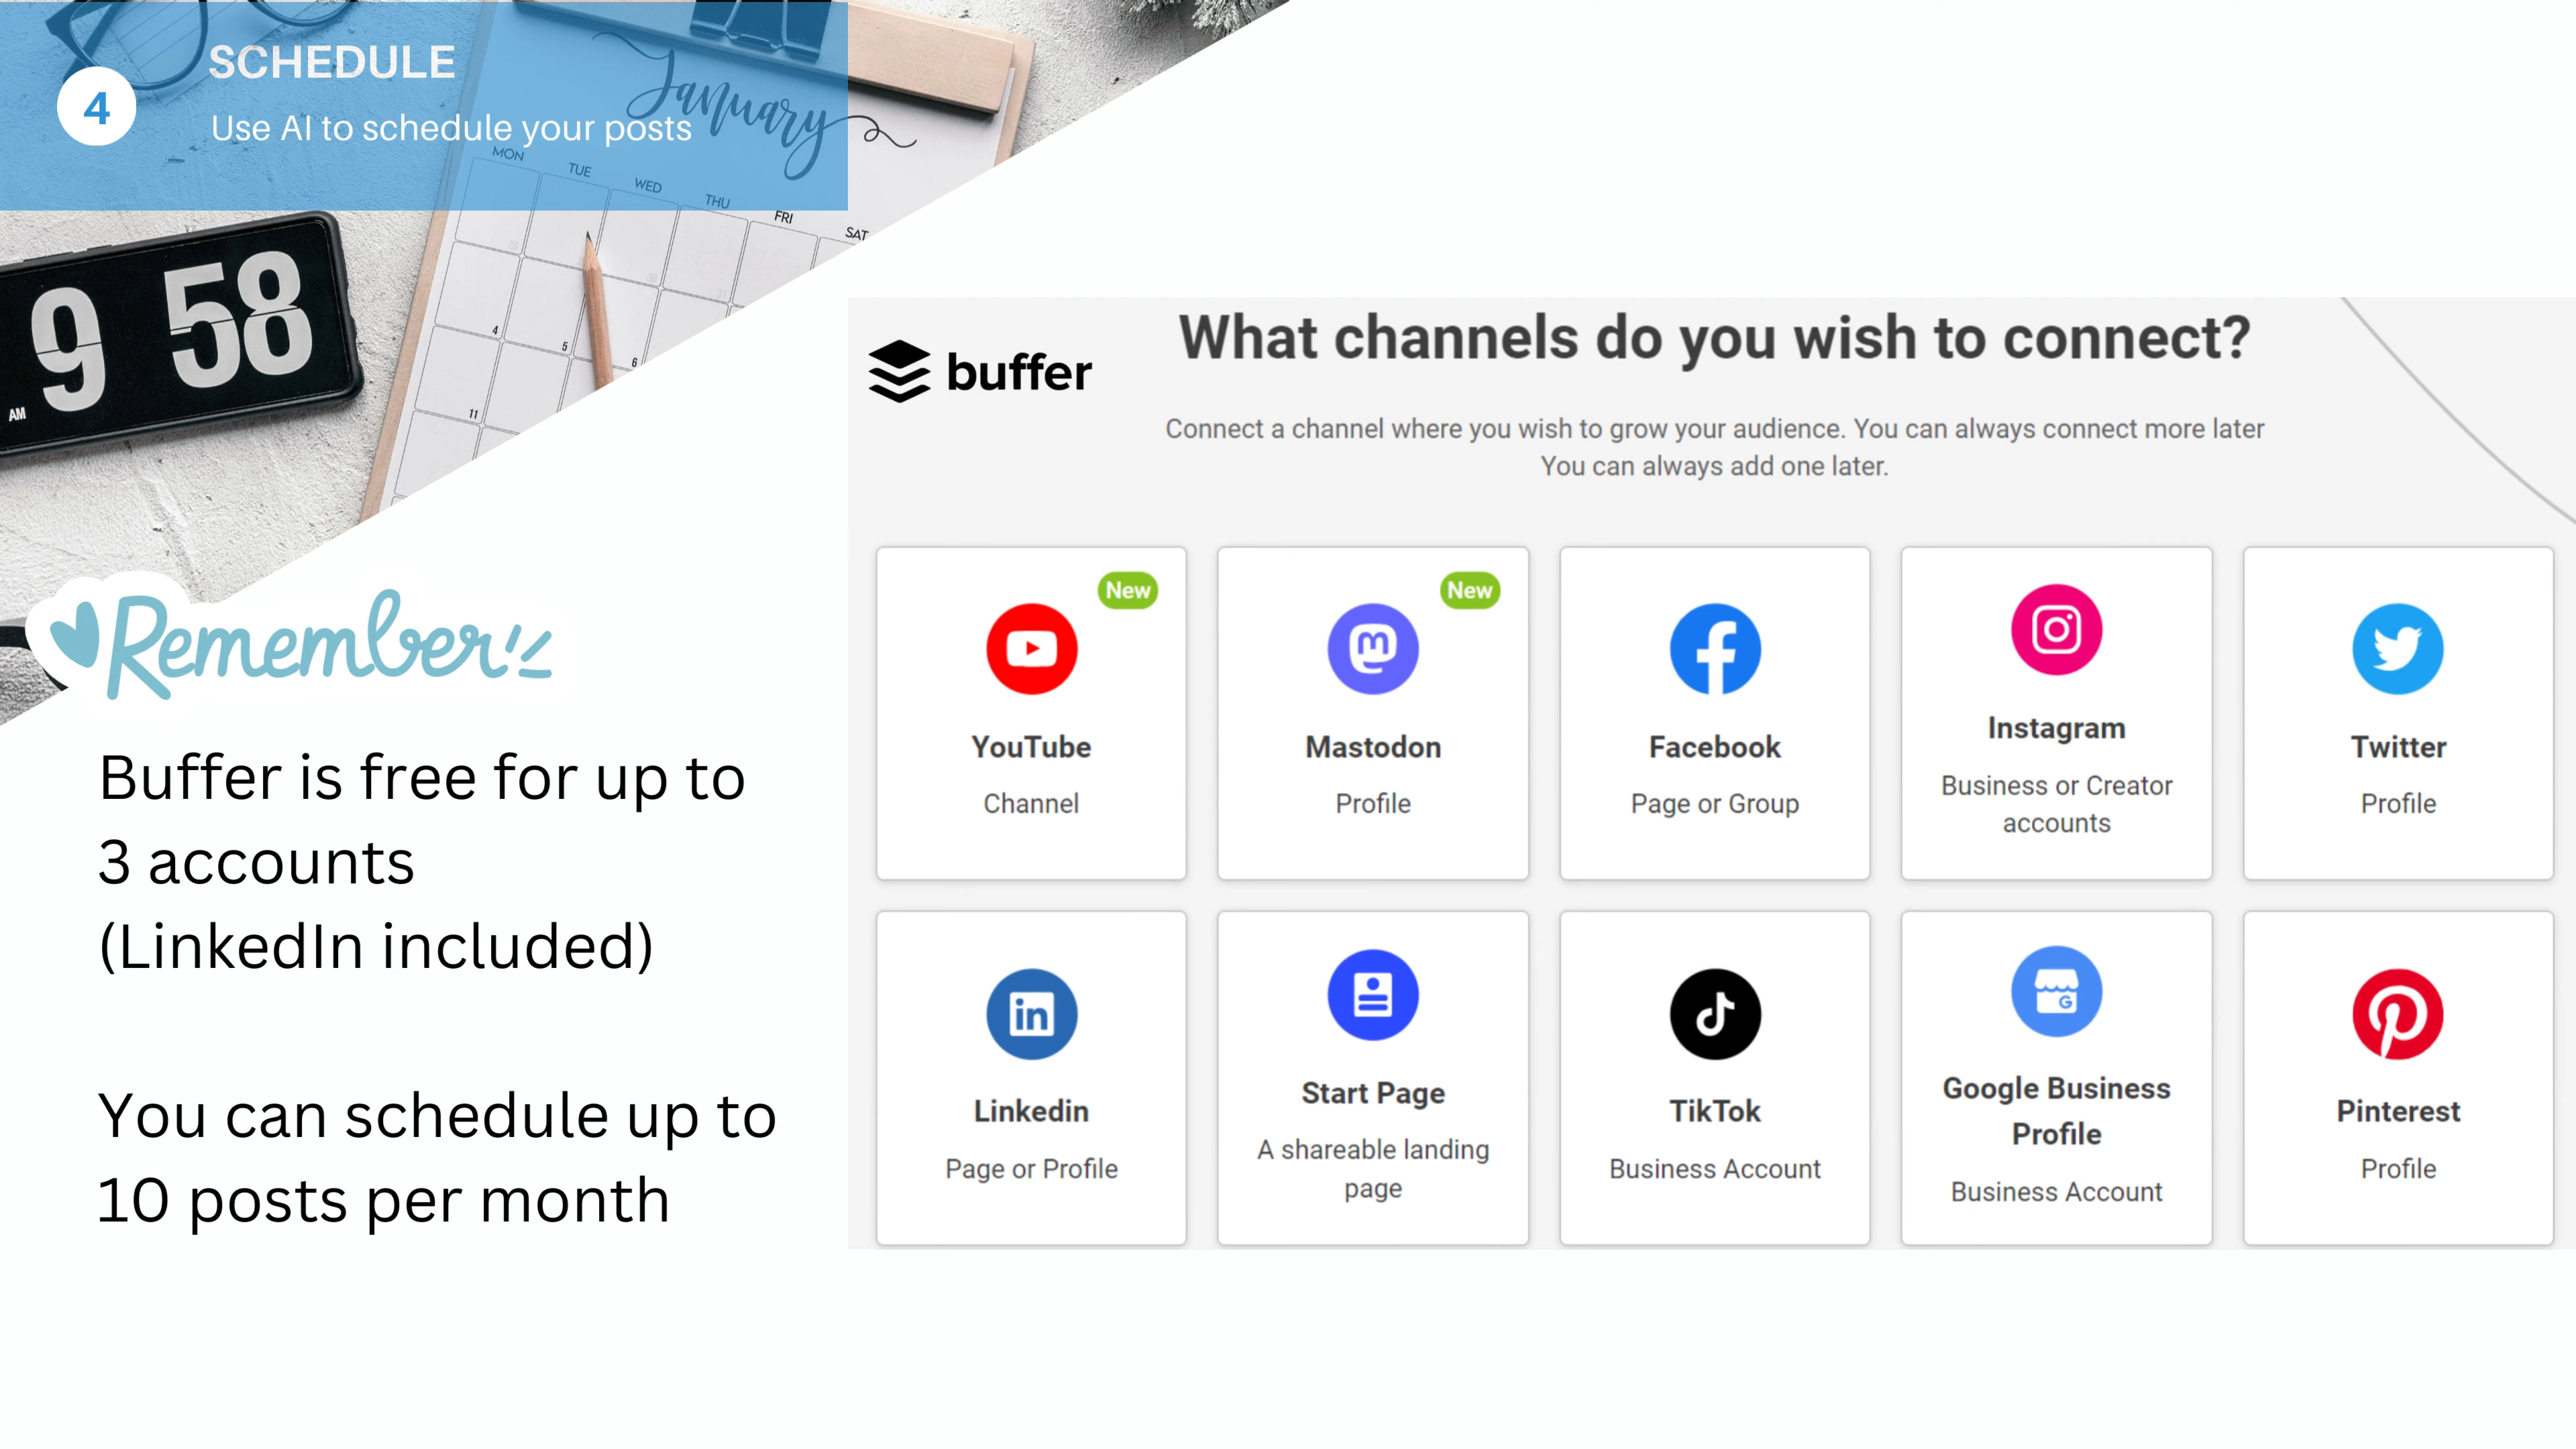 SCHEDULE
4
Use AI to schedule your posts
January
MON
TUE
WED
THU
FRI
SAT
4
5
6
11
9 58
AM
Remember
Buffer is free for up to
3 accounts
(LinkedIn included)
You can schedule up to
10 posts per month
buffer
What channels do you wish to connect?
Connect a channel where you wish to grow your audience. You can always connect more later
You can always add one later.
New
YouTube
Channel
New
Mastodon
Profile
Facebook
Page or Group
Instagram
Business or Creator
accounts
Twitter
Profile
in
Linkedin
Page or Profile
Start Page
A shareable landing
page
TikTok
Business Account
G
Google Business
Profile
Business Account
Pinterest
Profile